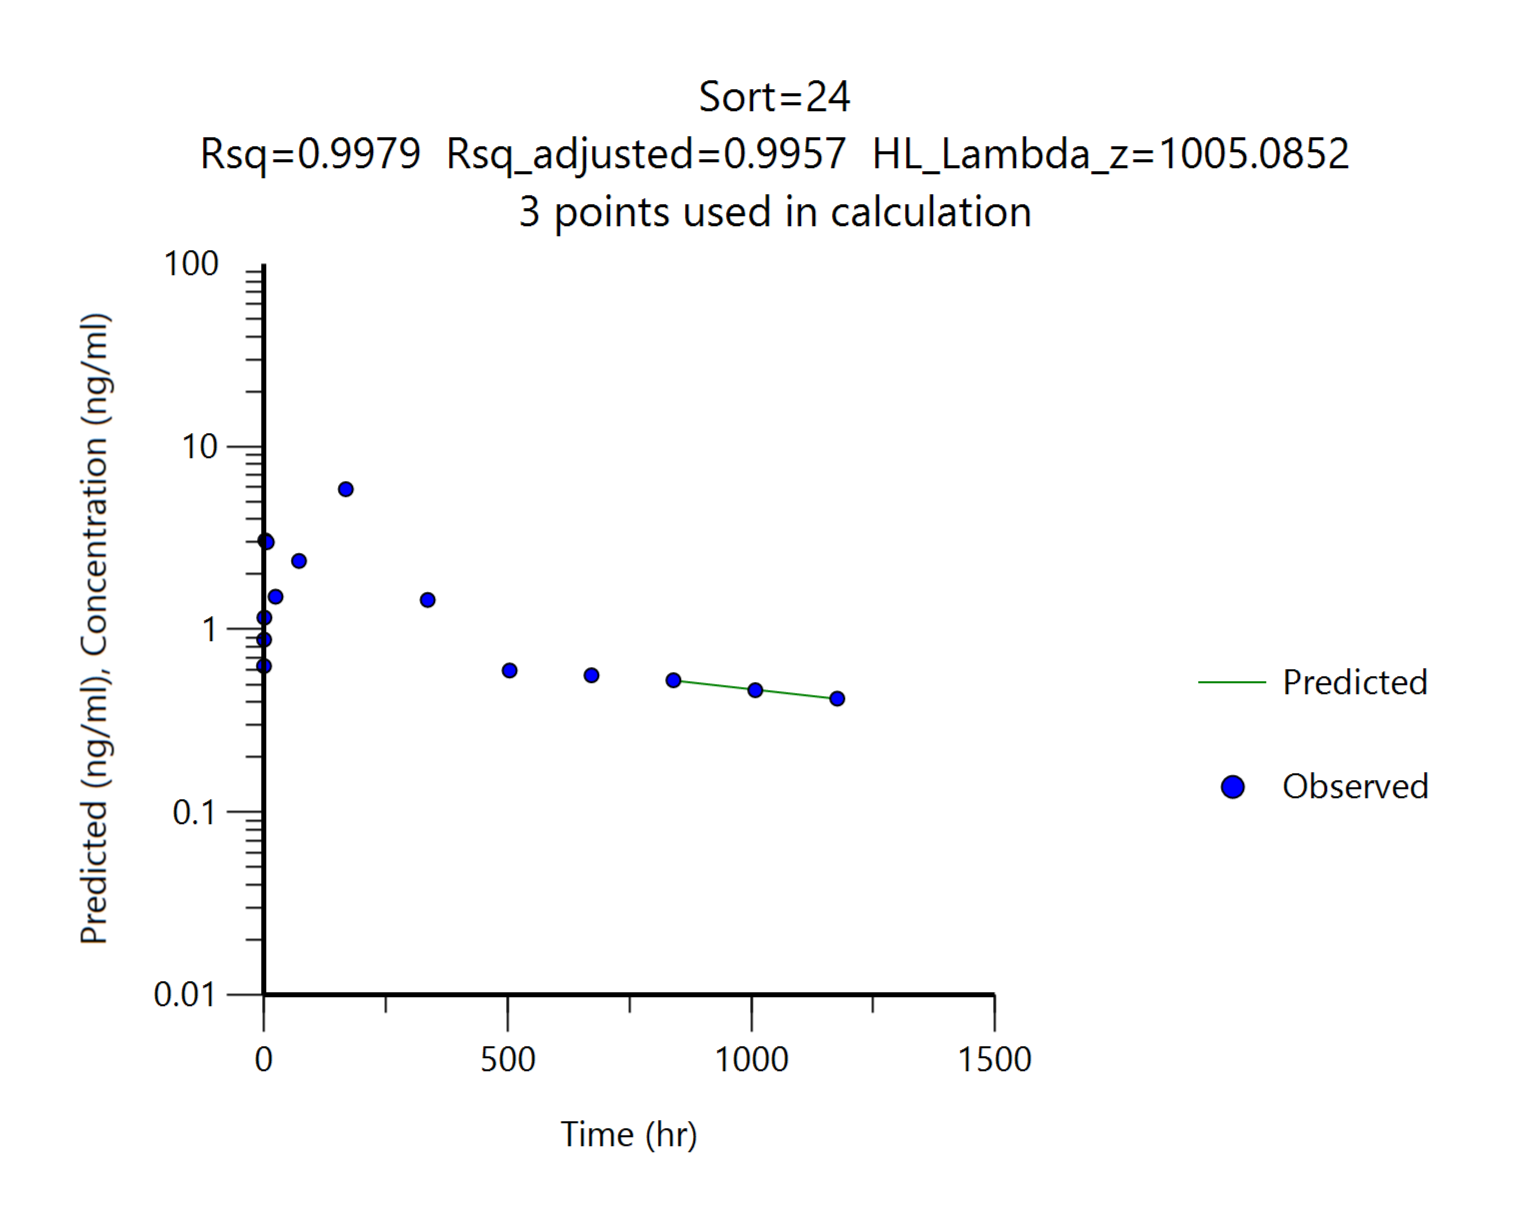 Sort=24
Rsq=0.9979 Rsq_adjusted=0.9957 HL_Lambda_z=1005.0852
3 points used in calculation
100
10
1
0.1
0.01
Predicted (ng/ml), Concentration (ng/ml)
0 500 1000 1500
Time (hr)
Predicted
Observed